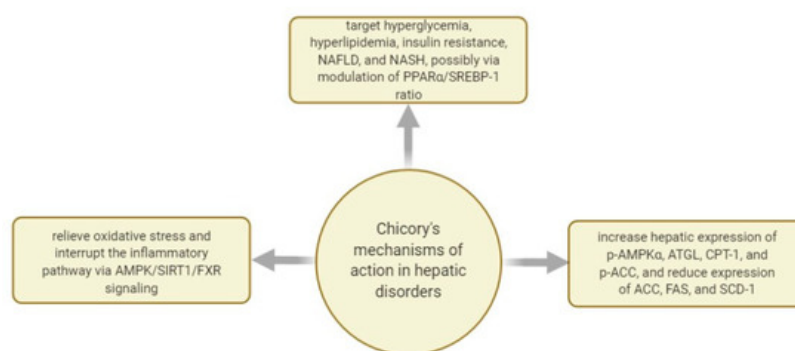 target hyperglycemia,
hyperlipidemia, insulin resistance,
NAFLD, and NASH, possibly via
modulation of PPARα/SREBP-1
ratio
Chicory's
mechanisms of
action in hepatic
disorders
relieve oxidative stress and
interrupt the inflammatory
pathway via AMPK/SIRT1/FXR
signaling
increase hepatic expression of
p-AMPKα, ATGL, CPT-1, and
p-ACC, and reduce expression
of ACC, FAS, and SCD-1